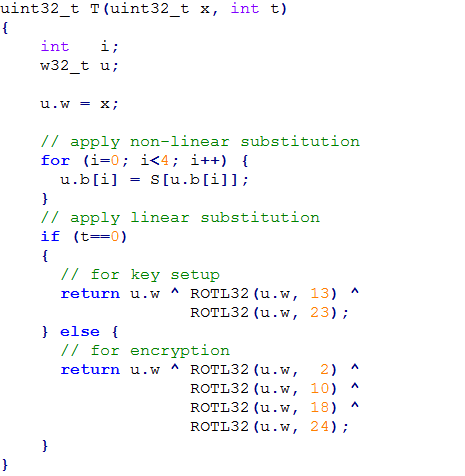 uint32_t T(uint32_t x, int t)
{
    int   i;
    w32_t u;

    u.w = x;

    // apply non-linear substitution
    for (i=0; i<4; i++) {
      u.b[i] = S[u.b[i]];
    }
    // apply linear substitution
    if (t==0)
    {
      // for key setup
      return u.w ^ ROTL32(u.w, 13) ^
                   ROTL32(u.w, 23);
    } else {
      // for encryption
      return u.w ^ ROTL32(u.w,  2) ^
                   ROTL32(u.w, 10) ^
                   ROTL32(u.w, 18) ^
                   ROTL32(u.w, 24);
    }
}